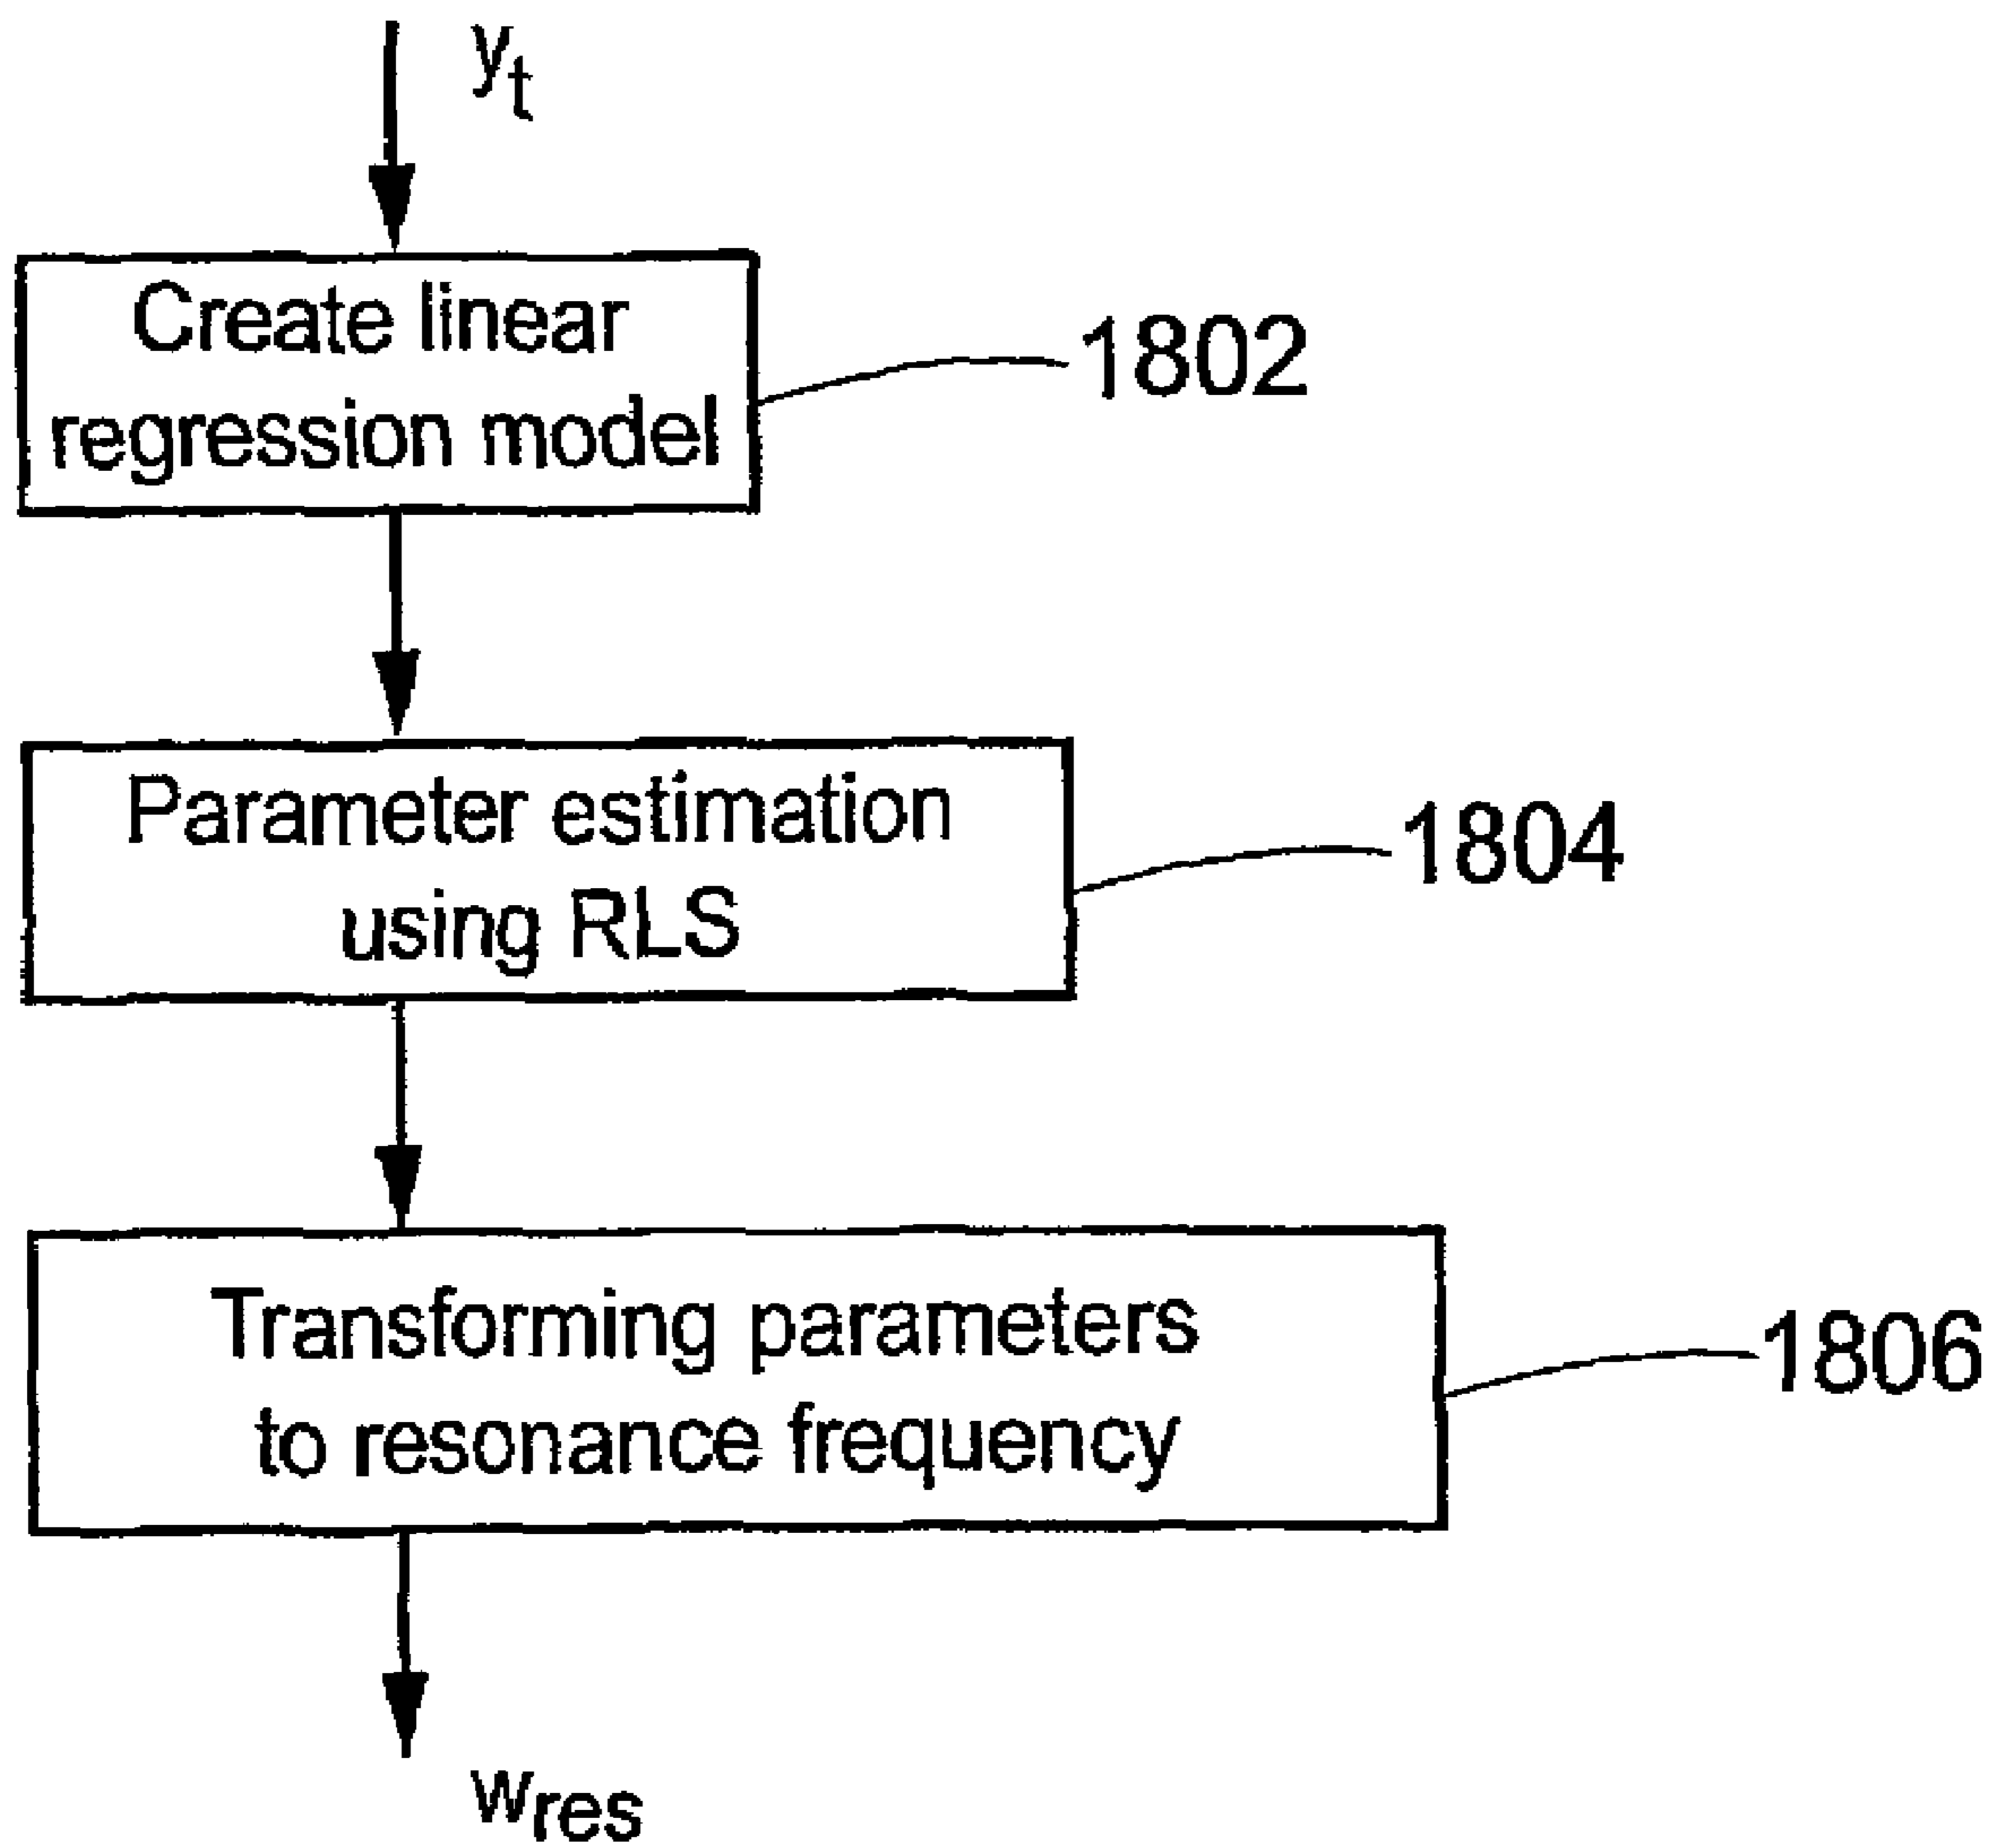 yt
Create linear
regression model
1802
Parameter estimation
using RLS
1804
Transforming parameters
to resonance frequency
1806
wres